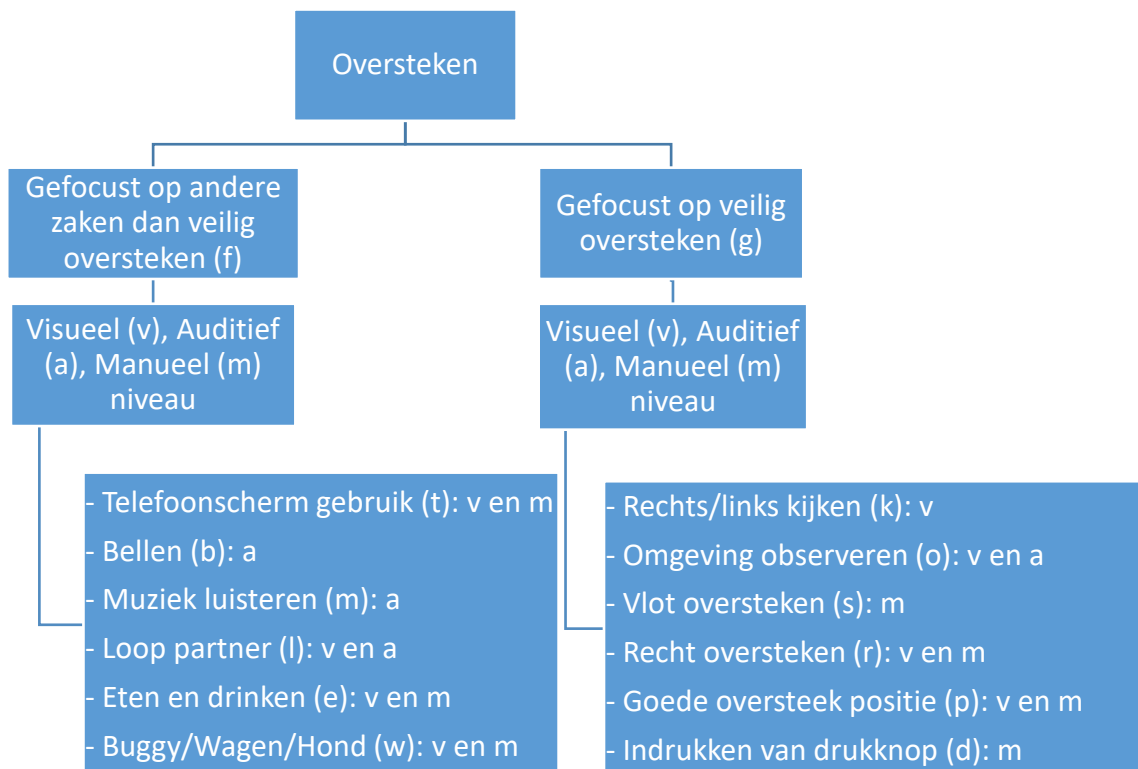 Oversteken
Gefocust op andere
zaken dan veilig
oversteken (f)
Gefocust op veilig
oversteken (g)
Visueel (v), Auditief
(a), Manueel (m)
niveau
Visueel (v), Auditief
(a), Manueel (m)
niveau
- Telefoonscherm gebruik (t): v en m
- Bellen (b): a
- Muziek luisteren (m): a
- Loop partner (l): v en a
- Eten en drinken (e): v en m
- Buggy/Wagen/Hond (w): v en m
- Rechts/links kijken (k): v
- Omgeving observeren (o): v en a
- Vlot oversteken (s): m
- Recht oversteken (r): v en m
- Goede oversteek positie (p): v en m
- Indrukken van drukknop (d): m